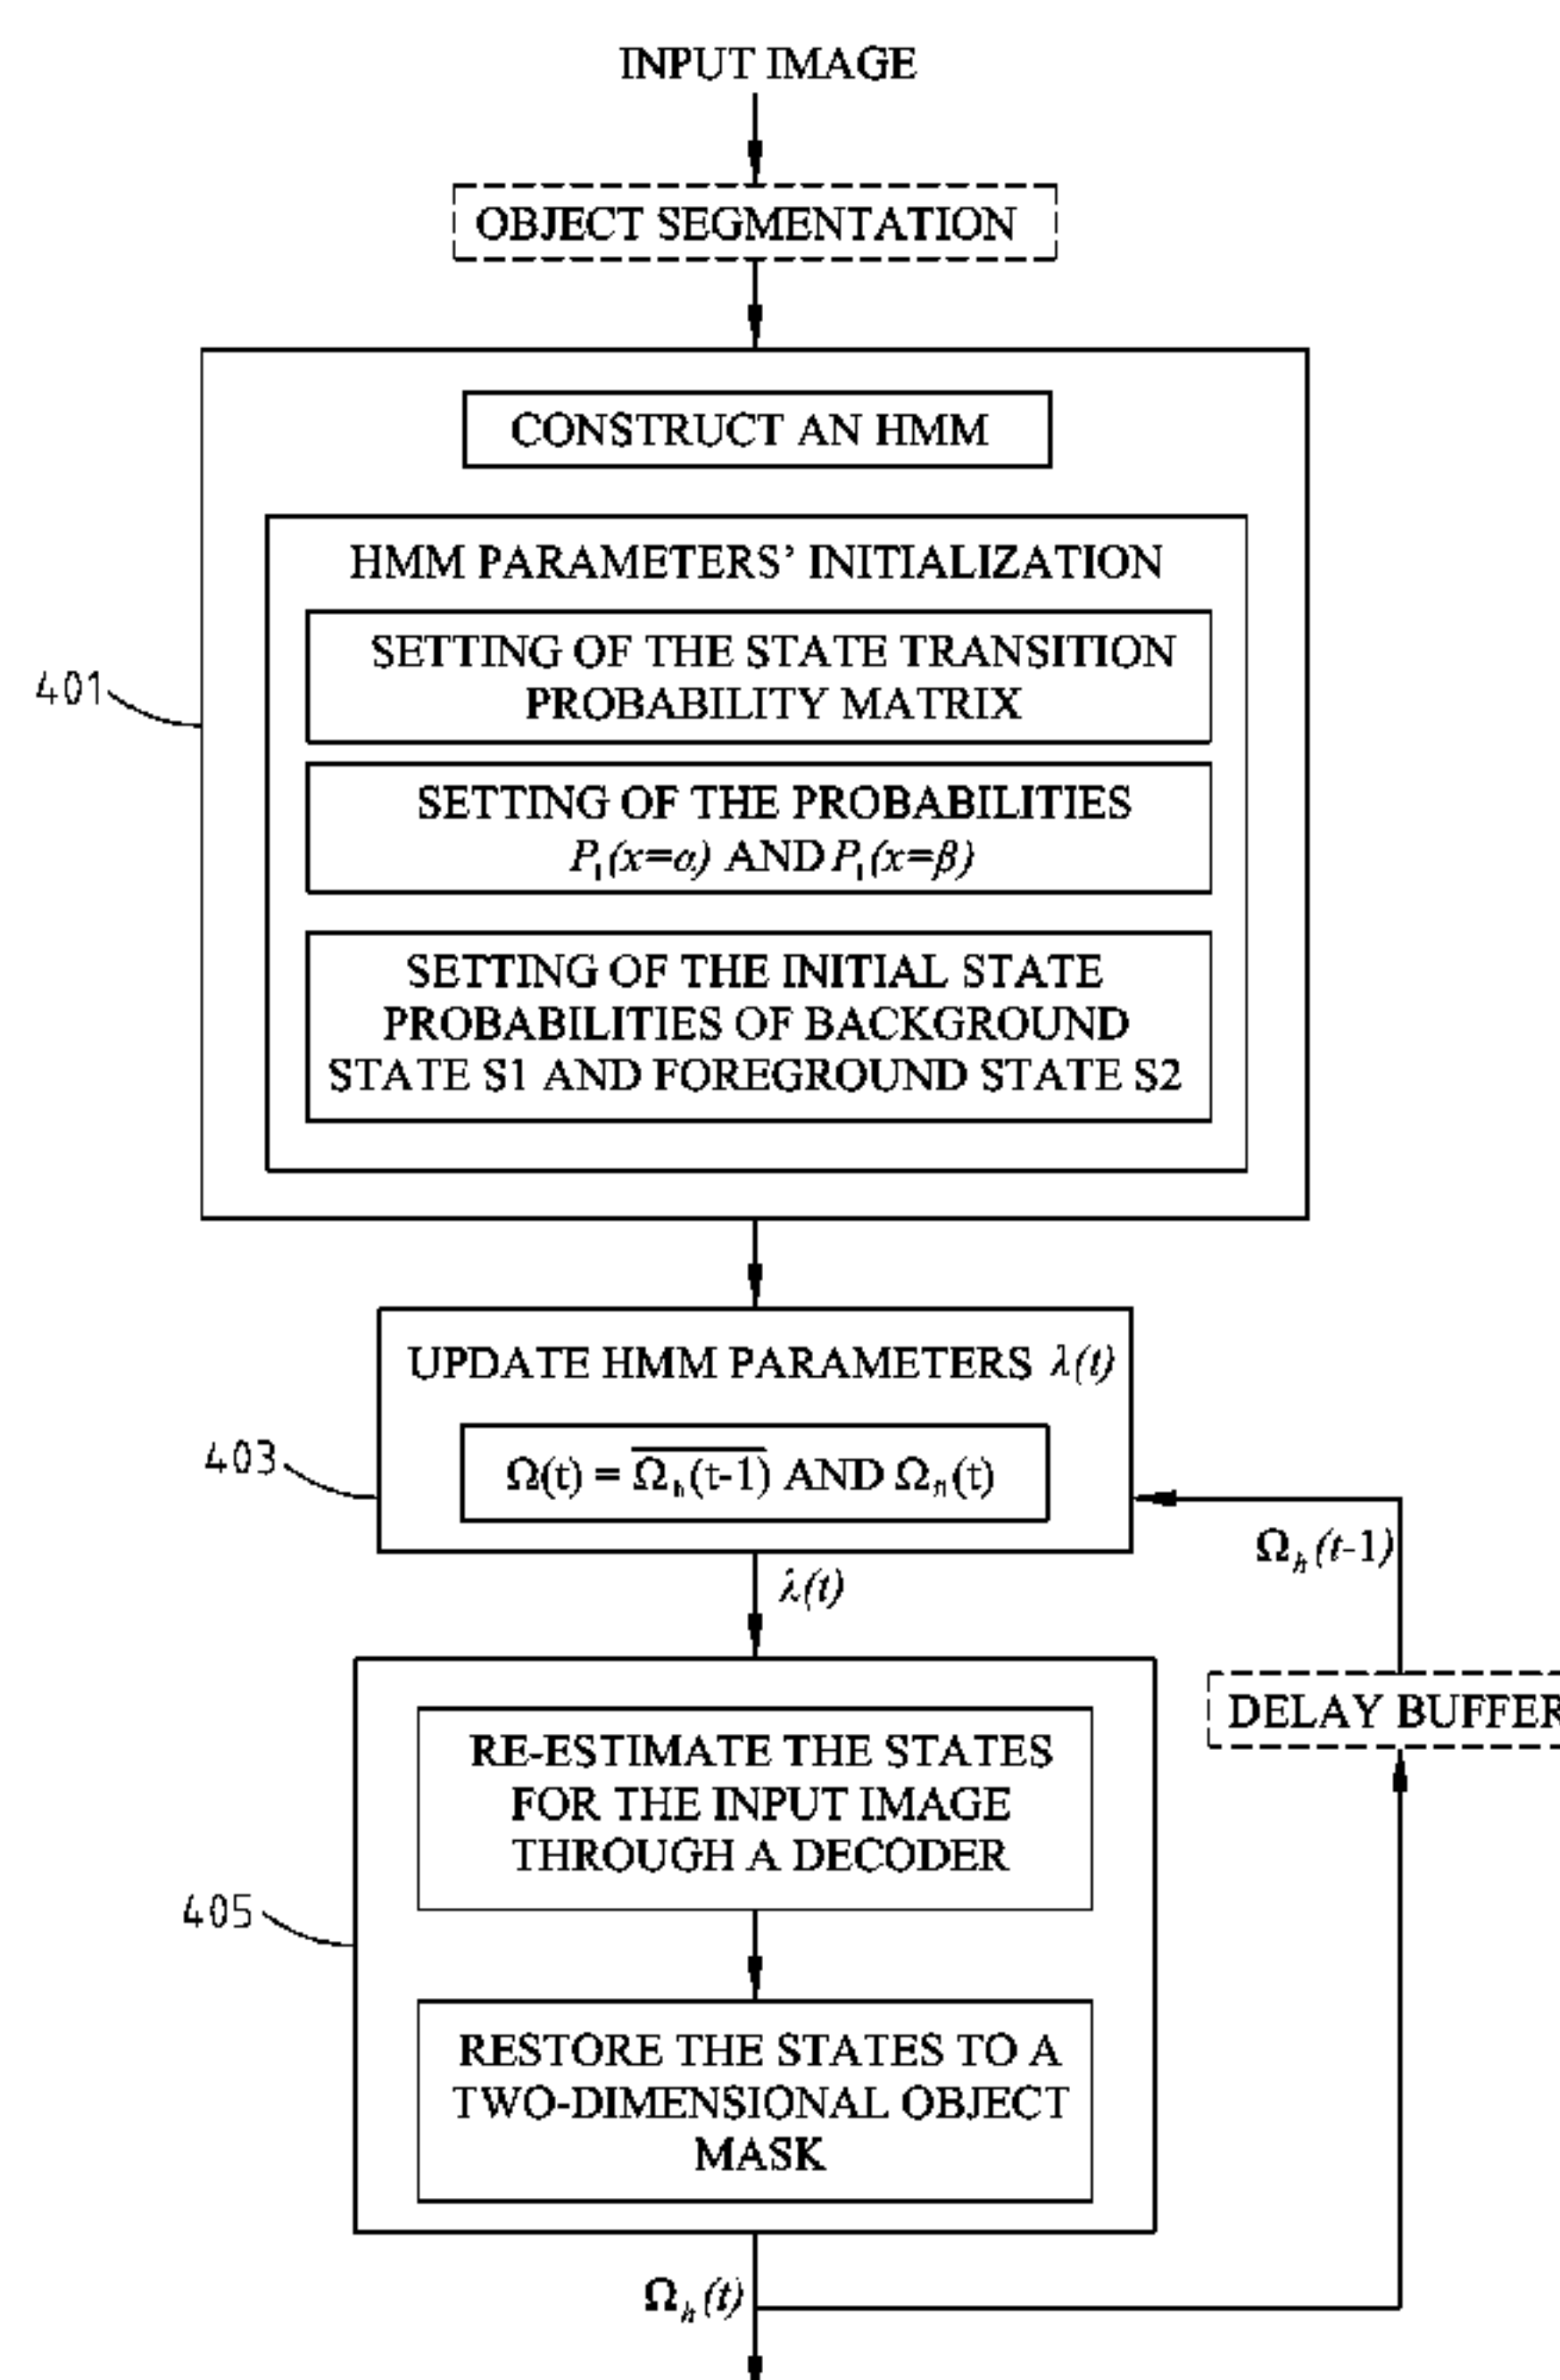 INPUT IMAGE
OBJECT SEGMENTATION
CONSTRUCT AN HMM
HMM PARAMETERS' INITIALIZATION
SETTING OF THE STATE TRANSITION
PROBABILITY MATRIX
401
SETTING OF THE PROBABILITIES
P₁(x=α) AND P₁(x=β)
SETTING OF THE INITIAL STATE
PROBABILITIES OF BACKGROUND
STATE S1 AND FOREGROUND STATE S2
UPDATE HMM PARAMETERS λ(t)
403
Ω(t) = \overline{Ωₕ(t-1)} AND Ωₙ(t)
Ωₕ(t-1)
λ(t)
DELAY BUFFER
RE-ESTIMATE THE STATES
FOR THE INPUT IMAGE
THROUGH A DECODER
405
RESTORE THE STATES TO A
TWO-DIMENSIONAL OBJECT
MASK
Ωₕ(t)